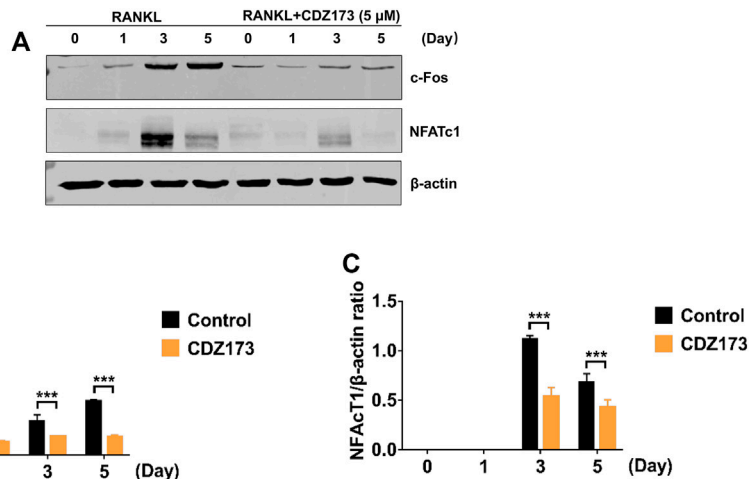 RANKL RANKL+CDZ173 (5 μM)
A 0 1 3 5 0 1 3 5 (Day)
c-Fos
NFATc1
β-actin
Control
CDZ173
*** ***
3 5 (Day)
C
NFAcT1/β-actin ratio
1.5
1.0
0.5
0.0
*** ***
0 1 3 5 (Day)
Control
CDZ173